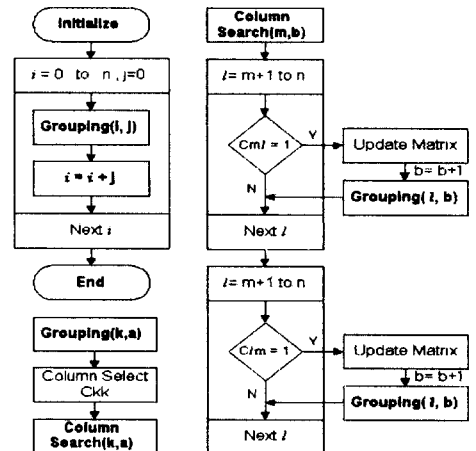 Initialize
i = 0 to n , j=0
Grouping(i, j)
i = i + j
Next i
End
Grouping(k,a)
Column Select
Ckk
Column
Search(k,a)
Column
Search(m,b)
l = m+1 to n
Cml = 1
Y
Update Matrix
b= b+1
N
Grouping( l, b)
Next l
l= m+1 to n
Clm = 1
Y
Update Matrix
b= b+1
N
Grouping( l, b)
Next l